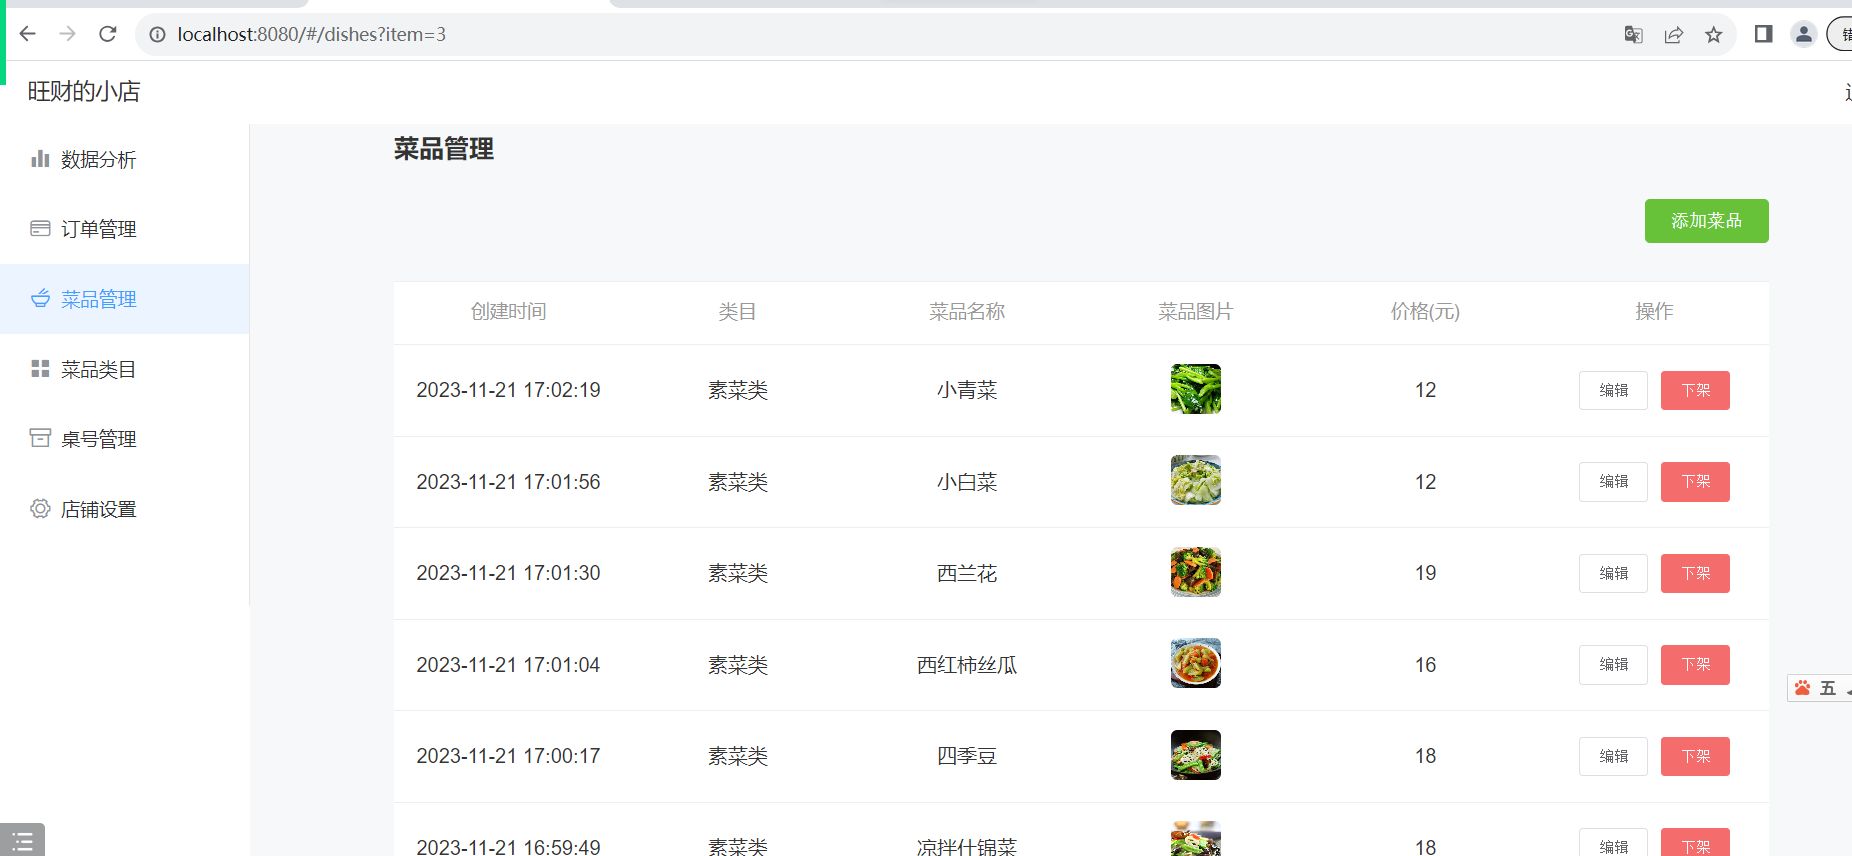 localhost:8080/#/dishes?item=3
旺财的小店
数据分析
订单管理
菜品管理
菜品类目
桌号管理
店铺设置
菜品管理
添加菜品
创建时间 类目 菜品名称 菜品图片 价格(元) 操作
2023-11-21 17:02:19 素菜类 小青菜 12 编辑 下架
2023-11-21 17:01:56 素菜类 小白菜 12 编辑 下架
2023-11-21 17:01:30 素菜类 西兰花 19 编辑 下架
2023-11-21 17:01:04 素菜类 西红柿丝瓜 16 编辑 下架
五
2023-11-21 17:00:17 素菜类 四季豆 18 编辑 下架
2023-11-21 16:59:49 素菜类 凉拌什锦菜 18 编辑 下架